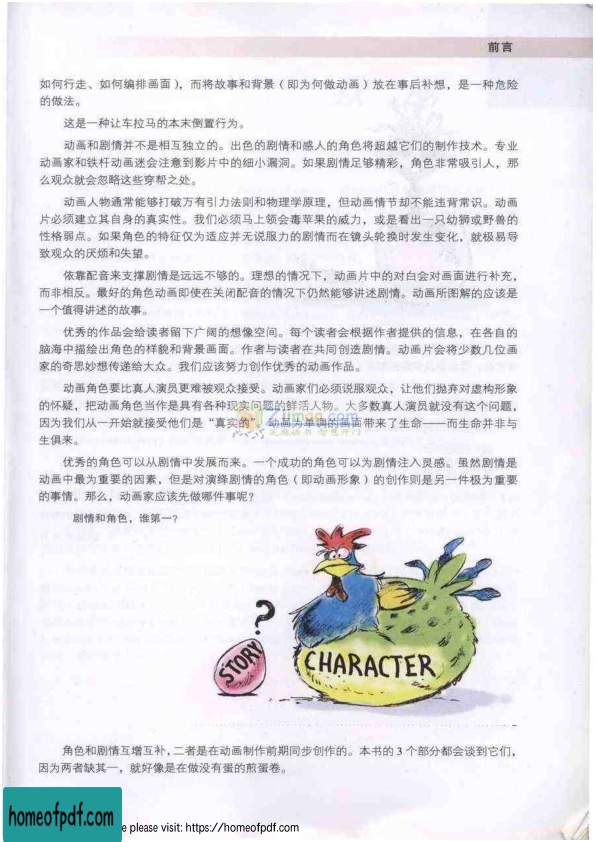 前言
如何行走、如何编排画面），而将故事和背景（即为何做动画）放在事后补想，是一种危险
的做法。
这是一种让车拉马的本末倒置行为。
动画和剧情并不是相互独立的。出色的剧情和感人的角色将超越它们的制作技术。专业
动画家和铁杆动画迷会注意到影片中的细小漏洞。如果剧情足够精彩，角色非常吸引人，那
么观众就会忽略这些穿帮之处。
动画人物通常能够打破万有引力法则和物理学原理，但动画情节却不能违背常识。动画
片必须建立其自身的真实性。我们必须马上领会毒苹果的威力，或是看出一只幼狮或野兽的
性格弱点。如果角色的特征仅为适应并无说服力的剧情而在镜头轮换时发生变化，就极易导
致观众的厌烦和失望。
依靠配音来支撑剧情是远远不够的。理想的情况下，动画片中的对白会对画面进行补充，
而非相反。最好的角色动画即使在关闭配音的情况下仍然能够讲述剧情。动画所图解的应该是
一个值得讲述的故事。
优秀的作品会给读者留下广阔的想像空间。每个读者会根据作者提供的信息，在各自的
脑海中描绘出角色的样貌和背景画面。作者与读者在共同创造剧情。动画片会将少数几位画
家的奇思妙想传递给大众。我们应该努力创作优秀的动画作品。
动画角色要比真人演员更难被观众接受。动画家们必须说服观众，让他们抛弃对虚构形象
的怀疑，把动画角色当作是具有各种现实问题的鲜活人物。大多数真人演员就没有这个问题，
因为我们从一开始就接受他们是“真实的”。动画为单调的画面带来了生命——而生命并非与
生俱来。
优秀的角色可以从剧情中发展而来。一个成功的角色可以为剧情注入灵感。虽然剧情是
动画中最为重要的因素，但是对演绎剧情的角色（即动画形象）的创作则是另一件极为重要
的事情。那么，动画家应该先做哪件事呢？
剧情和角色，谁第一？
?
STORY
CHARACTER
角色和剧情互增互补，二者是在动画制作前期同步创作的。本书的 3 个部分都会谈到它们，
因为两者缺其一，就好像是在做没有蛋的煎蛋卷。
homeofpdf.com
e please visit: https://homeofpdf.com